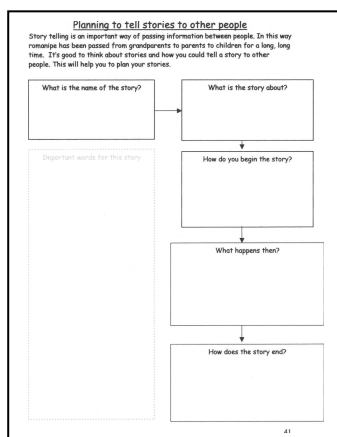 Planning to tell stories to other people
Story telling is an important way of passing information between people. In this way
romanipe has been passed from grandparents to parents to children for a long, long
time. It's good to think about stories and how you could tell a story to other
people. This will help you to plan your stories.
What is the name of the story?
What is the story about?
Important words for this story
How do you begin the story?
What happens then?
How does the story end?
41